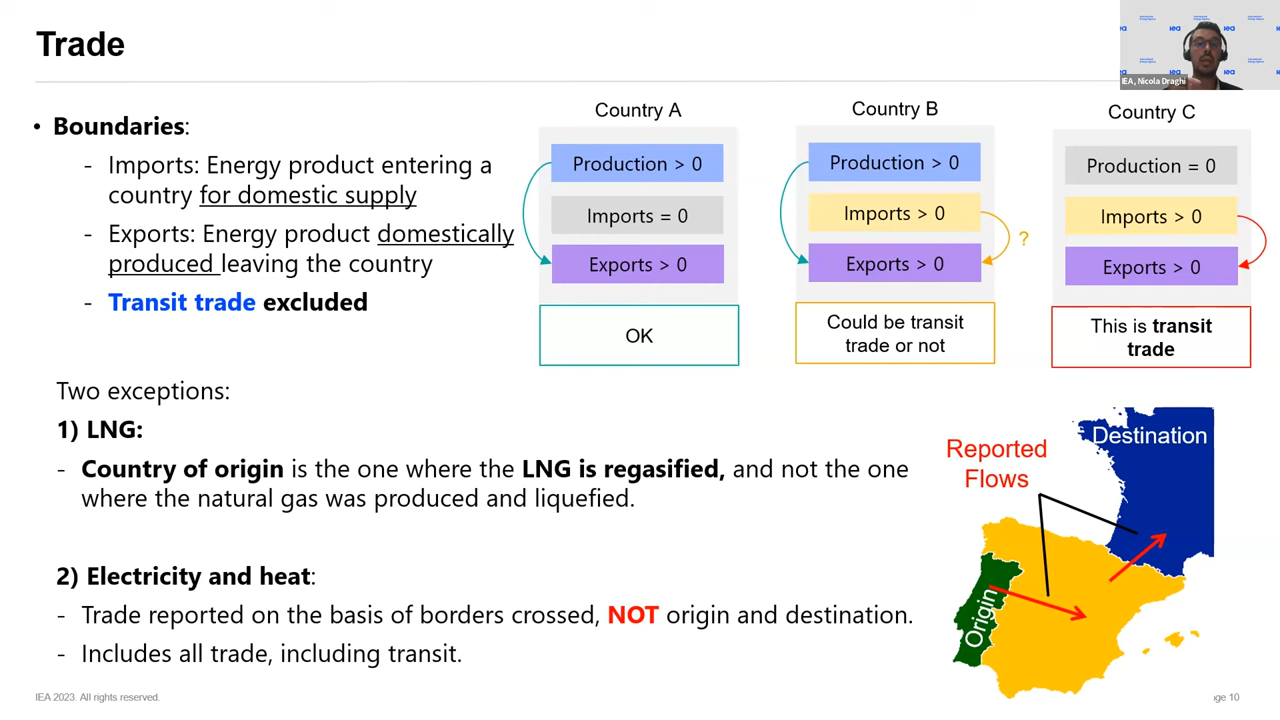 Trade
iea
iea
iea
IEA, Nicola Draghi
• Boundaries:
- Imports: Energy product entering a
country for domestic supply
- Exports: Energy product domestically
produced leaving the country
- Transit trade excluded
Country A
Production > 0
Imports = 0
Exports > 0
OK
Country B
Production > 0
Imports > 0
?
Exports > 0
Could be transit
trade or not
Country C
Production = 0
Imports > 0
Exports > 0
This is transit
trade
Two exceptions:
1) LNG:
- Country of origin is the one where the LNG is regasified, and not the one
where the natural gas was produced and liquefied.
2) Electricity and heat:
- Trade reported on the basis of borders crossed, NOT origin and destination.
- Includes all trade, including transit.
Reported
Flows
Destination
Origin
IEA 2023. All rights reserved.
ge 10